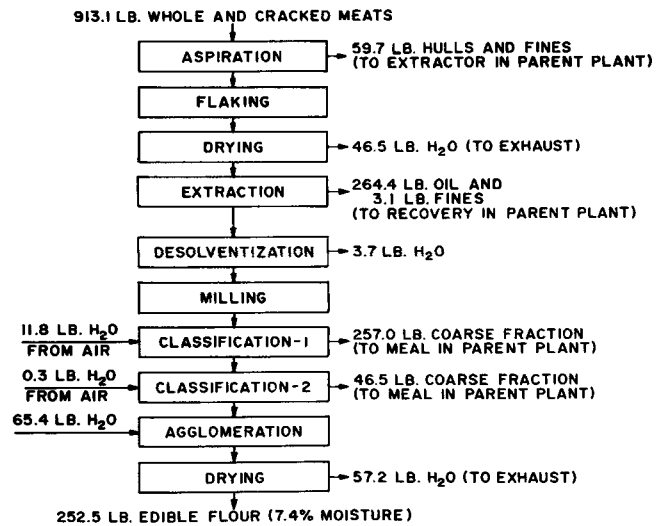 913.1 LB. WHOLE AND CRACKED MEATS
ASPIRATION
59.7 LB. HULLS AND FINES
(TO EXTRACTOR IN PARENT PLANT)
FLAKING
DRYING
46.5 LB. H₂O (TO EXHAUST)
EXTRACTION
264.4 LB. OIL AND
3.1 LB. FINES
(TO RECOVERY IN PARENT PLANT)
DESOLVENTIZATION
3.7 LB. H₂O
MILLING
11.8 LB. H₂O
FROM AIR
CLASSIFICATION-1
257.0 LB. COARSE FRACTION
(TO MEAL IN PARENT PLANT)
0.3 LB. H₂O
FROM AIR
CLASSIFICATION-2
46.5 LB. COARSE FRACTION
(TO MEAL IN PARENT PLANT)
65.4 LB. H₂O
AGGLOMERATION
DRYING
57.2 LB. H₂O (TO EXHAUST)
252.5 LB. EDIBLE FLOUR (7.4% MOISTURE)